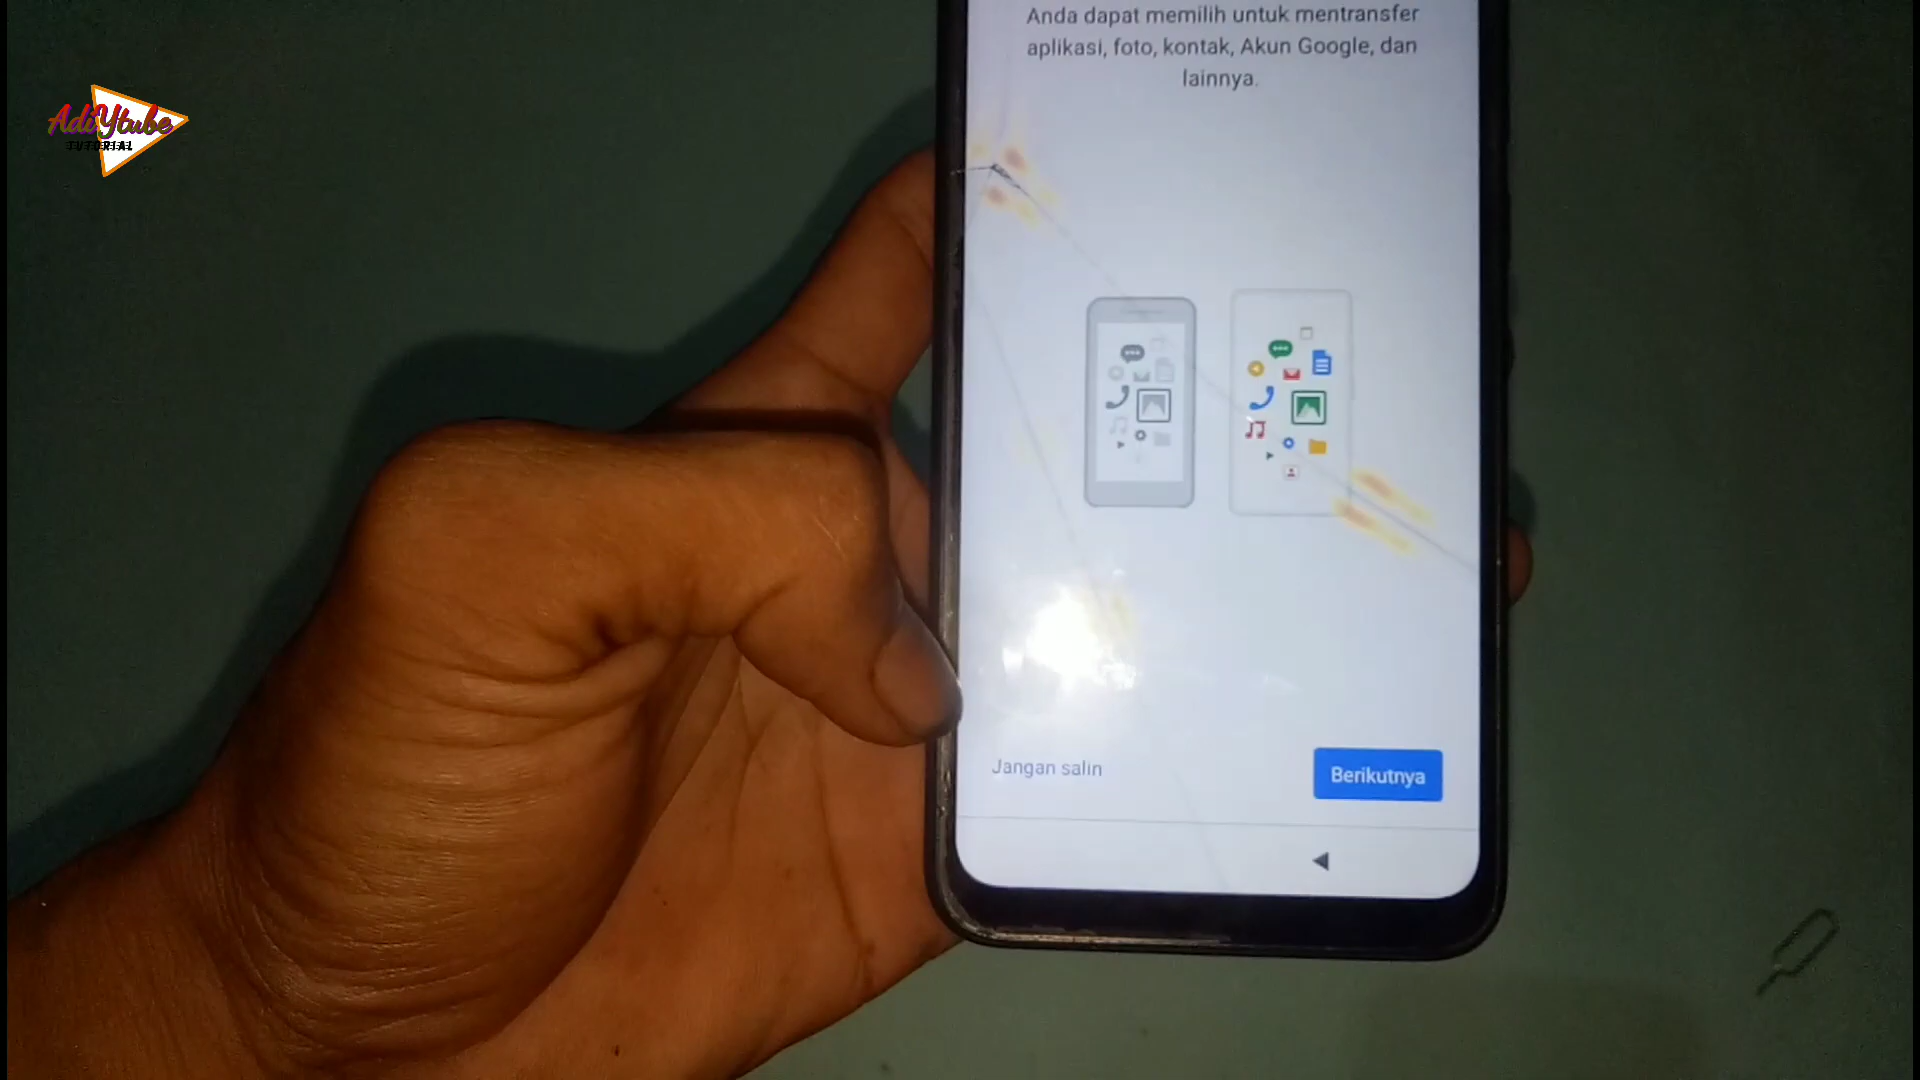 Anda dapat memilih untuk mentransfer
aplikasi, foto, kontak, Akun Google, dan
lainnya.
AdiYtube
TUTORIAL
Jangan salin
Berikutnya